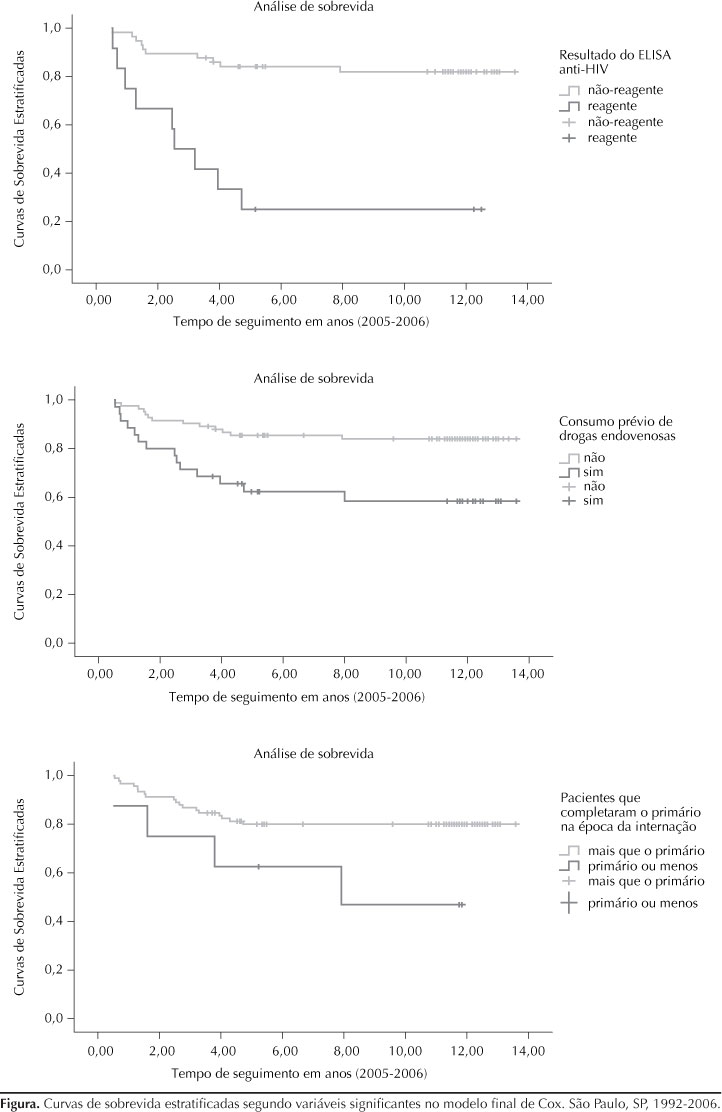 Análise de sobrevida
Curvas de Sobrevida Estratificadas
1,0
0,8
0,6
0,4
0,2
0,0
0,00 2,00 4,00 6,00 8,00 10,00 12,00 14,00
Tempo de seguimento em anos (2005-2006)
Resultado do ELISA
anti-HIV
não-reagente
reagente
não-reagente
reagente
Análise de sobrevida
Curvas de Sobrevida Estratificadas
1,0
0,8
0,6
0,4
0,2
0,0
0,00 2,00 4,00 6,00 8,00 10,00 12,00 14,00
Tempo de seguimento em anos (2005-2006)
Consumo prévio de
drogas endovenosas
não
sim
não
sim
Análise de sobrevida
Curvas de Sobrevida Estratificadas
1,0
0,8
0,6
0,4
0,2
0,0
0,00 2,00 4,00 6,00 8,00 10,00 12,00 14,00
Tempo de seguimento em anos (2005-2006)
Pacientes que
completaram o primário
na época da internação
mais que o primário
primário ou menos
mais que o primário
primário ou menos
Figura. Curvas de sobrevida estratificadas segundo variáveis significantes no modelo final de Cox. São Paulo, SP, 1992-2006.